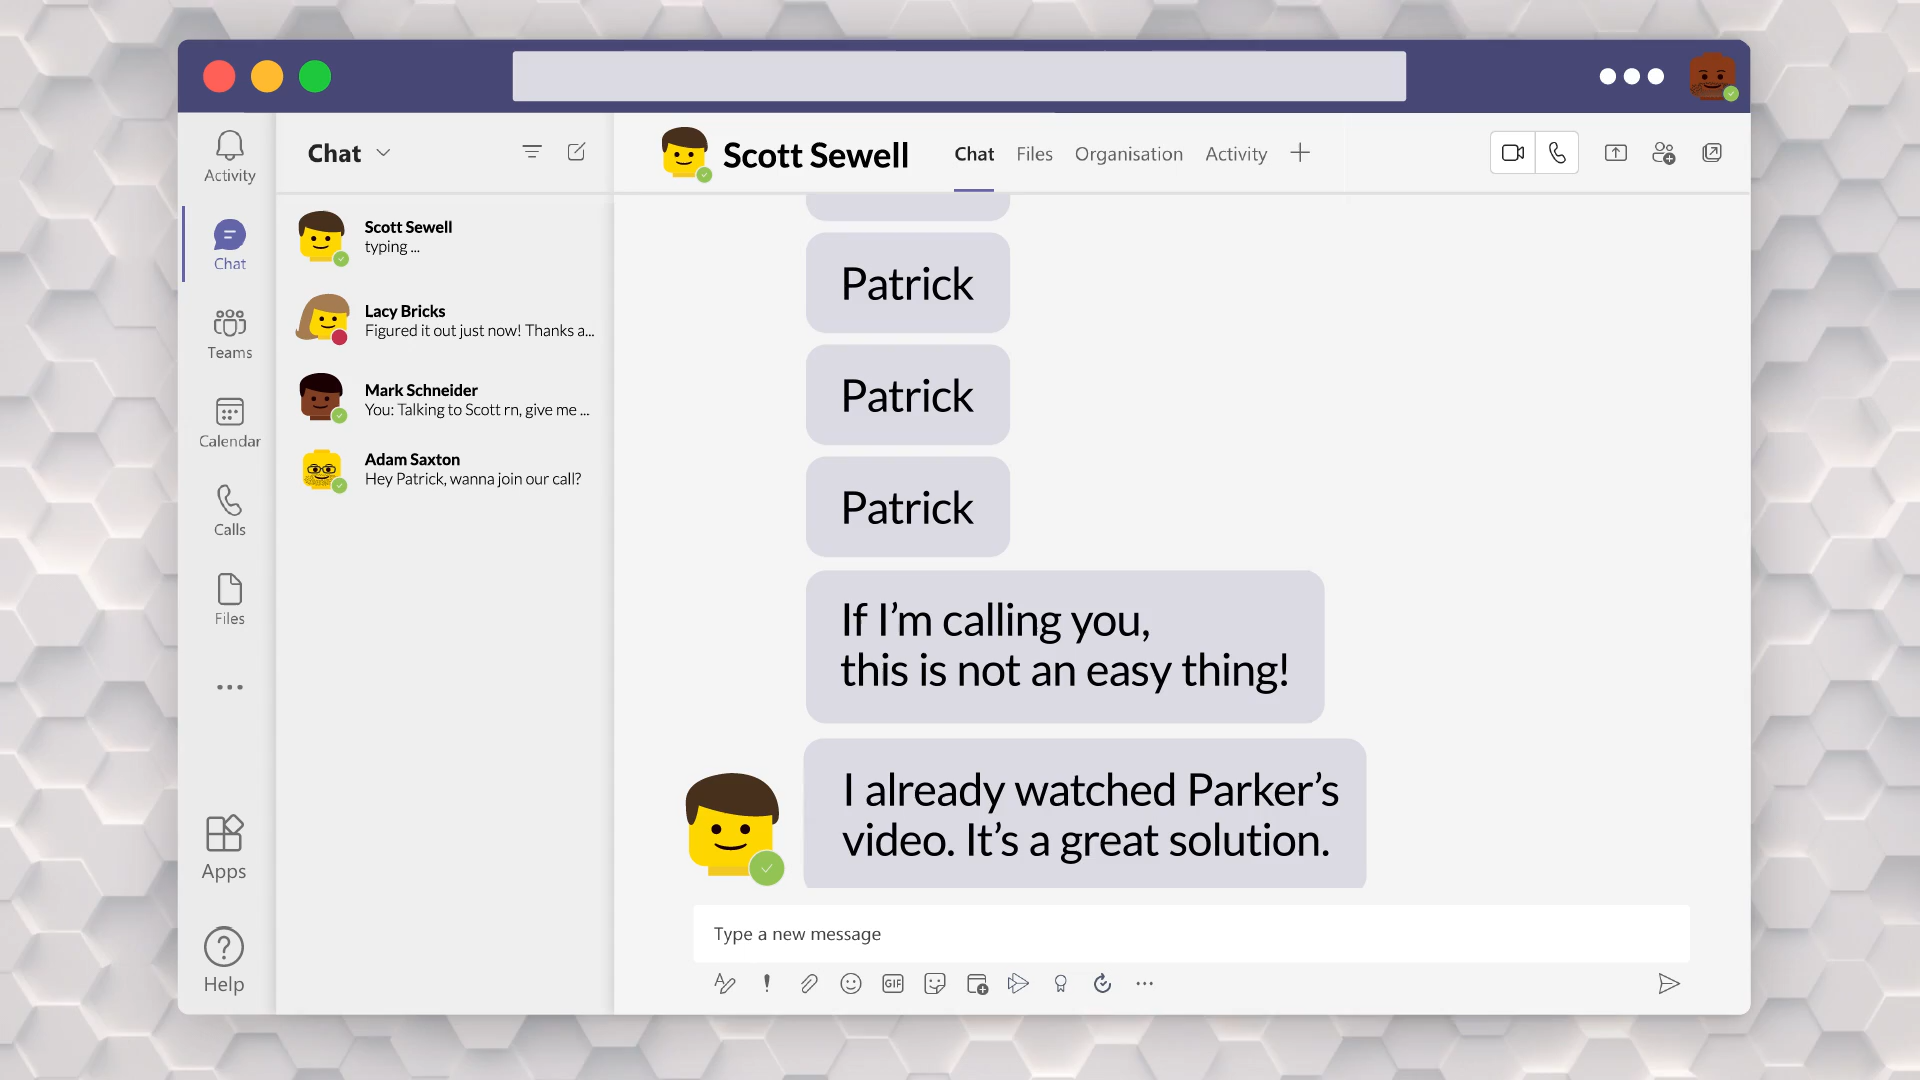 Activity
Chat
Teams
Calendar
Calls
Files
Apps
Help
Chat
Scott Sewell
typing ...
Lacy Bricks
Figured it out just now! Thanks a...
Mark Schneider
You: Talking to Scott rn, give me ...
Adam Saxton
Hey Patrick, wanna join our call?
Scott Sewell
Chat
Files
Organisation
Activity
Patrick
Patrick
Patrick
If I’m calling you,
this is not an easy thing!
I already watched Parker’s
video. It’s a great solution.
Type a new message
GIF